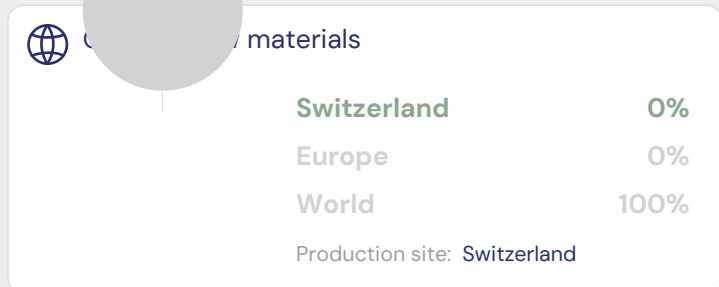 materials
Switzerland 0%
Europe 0%
World 100%
Production site: Switzerland